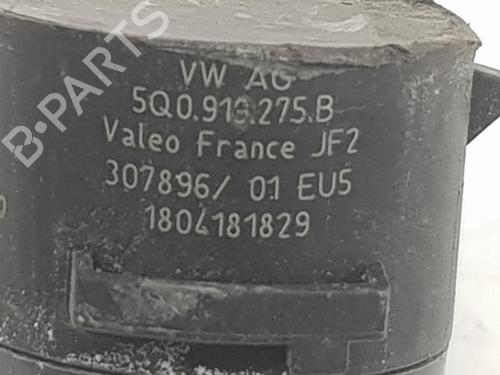 B-PARTS
VW AG
5Q0.919.275.B
Valeo France JF2
307896/ 01 EU5
1804181829